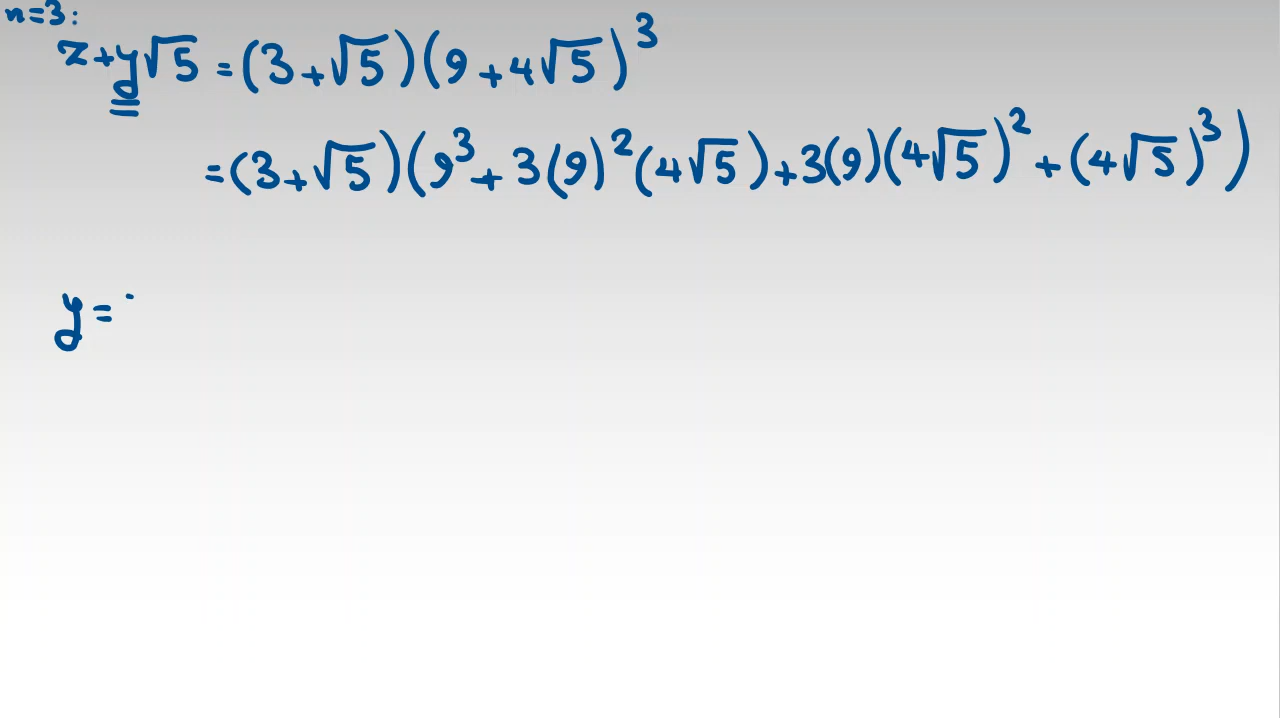 n=3:
z+y√5 = (3+√5)(9+4√5)³
=(3+√5)(9³+3(9)²(4√5)+3(9)(4√5)²+(4√5)³)
y=